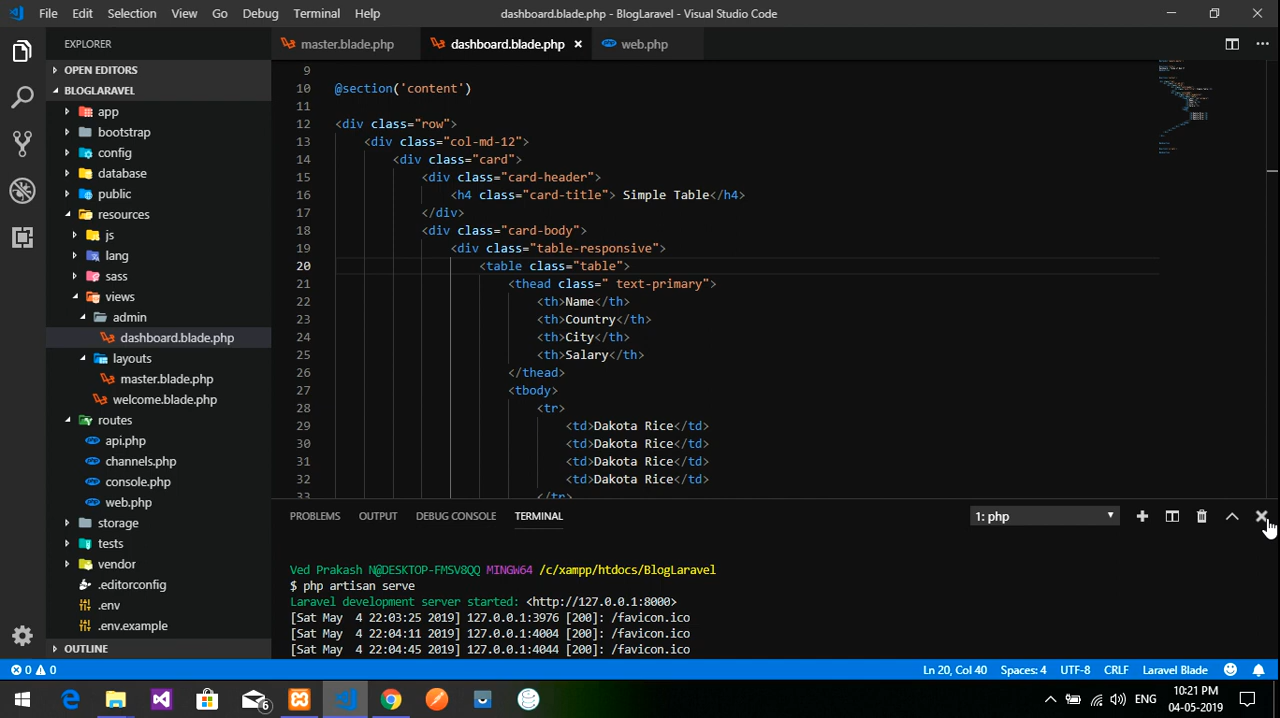 File Edit Selection View Go Debug Terminal Help
dashboard.blade.php - BlogLaravel - Visual Studio Code
EXPLORER
OPEN EDITORS
BLOGLARAVEL
app
bootstrap
config
database
public
resources
js
lang
sass
views
admin
dashboard.blade.php
layouts
master.blade.php
welcome.blade.php
routes
api.php
channels.php
console.php
web.php
storage
tests
vendor
.editorconfig
.env
.env.example
OUTLINE
master.blade.php dashboard.blade.php web.php
9
10 @section('content')
11
12 <div class="row">
13 <div class="col-md-12">
14 <div class="card">
15 <div class="card-header">
16 <h4 class="card-title"> Simple Table</h4>
17 </div>
18 <div class="card-body">
19 <div class="table-responsive">
20 <table class="table">
21 <thead class=" text-primary">
22 <th>Name</th>
23 <th>Country</th>
24 <th>City</th>
25 <th>Salary</th>
26 </thead>
27 <tbody>
28 <tr>
29 <td>Dakota Rice</td>
30 <td>Dakota Rice</td>
31 <td>Dakota Rice</td>
32 <td>Dakota Rice</td>
33 </tr>
PROBLEMS OUTPUT DEBUG CONSOLE TERMINAL 1: php
Ved Prakash N@DESKTOP-FMSV8QQ MINGW64 /c/xampp/htdocs/BlogLaravel
$ php artisan serve
Laravel development server started: <http://127.0.0.1:8000>
[Sat May  4 22:03:25 2019] 127.0.0.1:3976 [200]: /favicon.ico
[Sat May  4 22:04:11 2019] 127.0.0.1:4004 [200]: /favicon.ico
[Sat May  4 22:04:45 2019] 127.0.0.1:4044 [200]: /favicon.ico
0 0 Ln 20, Col 40 Spaces: 4 UTF-8 CRLF Laravel Blade
6 ENG 10:21 PM
04-05-2019